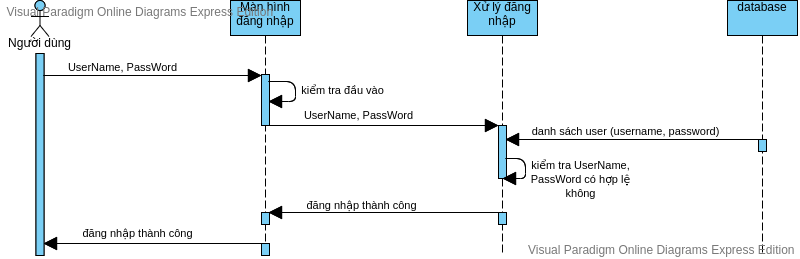 Visual Paradigm Online Diagrams Express Edition
Màn hình
đăng nhập
Xử lý đăng
nhập
database
Người dùng
UserName, PassWord
kiểm tra đầu vào
UserName, PassWord
danh sách user (username, password)
kiểm tra UserName,
PassWord có hợp lệ
không
đăng nhập thành công
đăng nhập thành công
Visual Paradigm Online Diagrams Express Edition